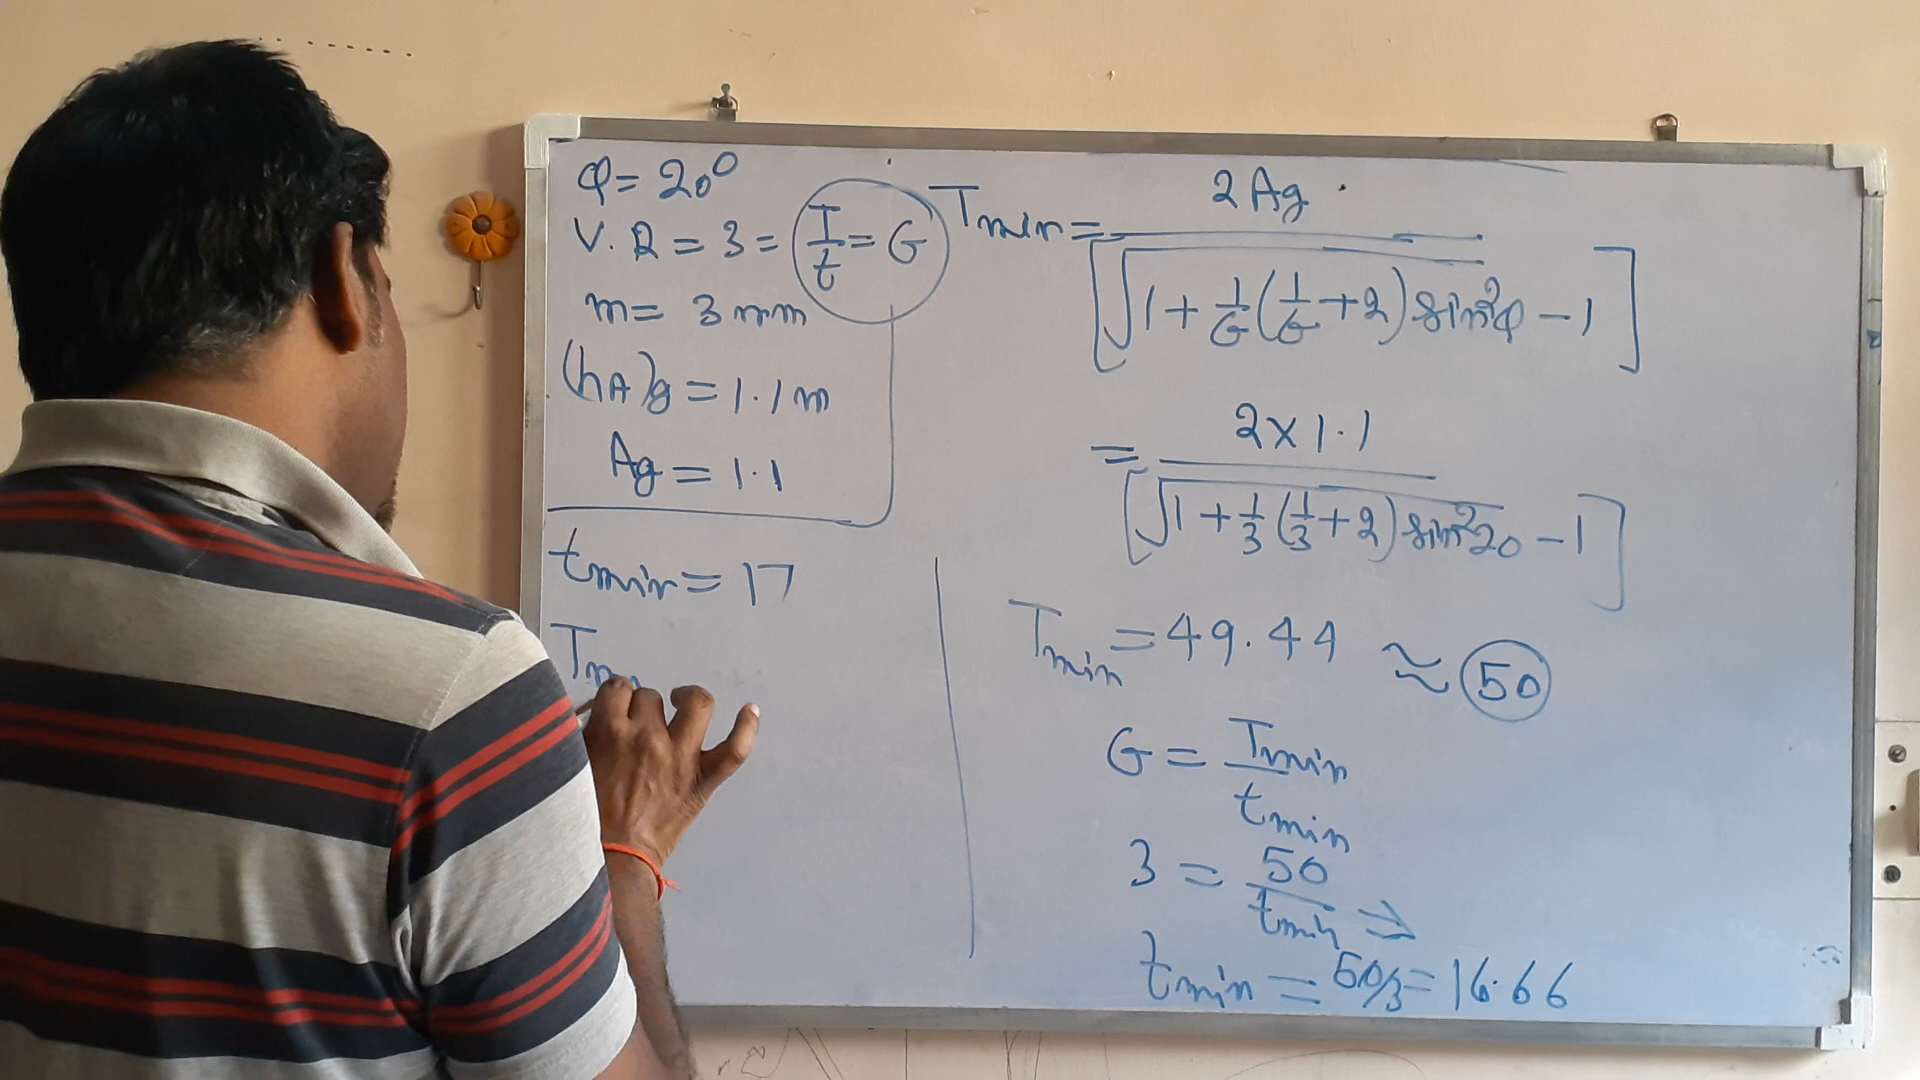 φ = 20°
V.R = 3 = T/t = G
m = 3 mm
(hA)g = 1.1 m
Ag = 1.1
tmin = 17
Tm
Tmin = 2Ag / [√1 + 1/G (1/G + 2) sin²φ - 1]
= 2 × 1.1 / [√1 + 1/3 (1/3 + 2) sin²20 - 1]
Tmin = 49.44 ≈ 50
G = Tmin / tmin
3 = 50 / tmin ⇒
tmin = 50/3 = 16.66